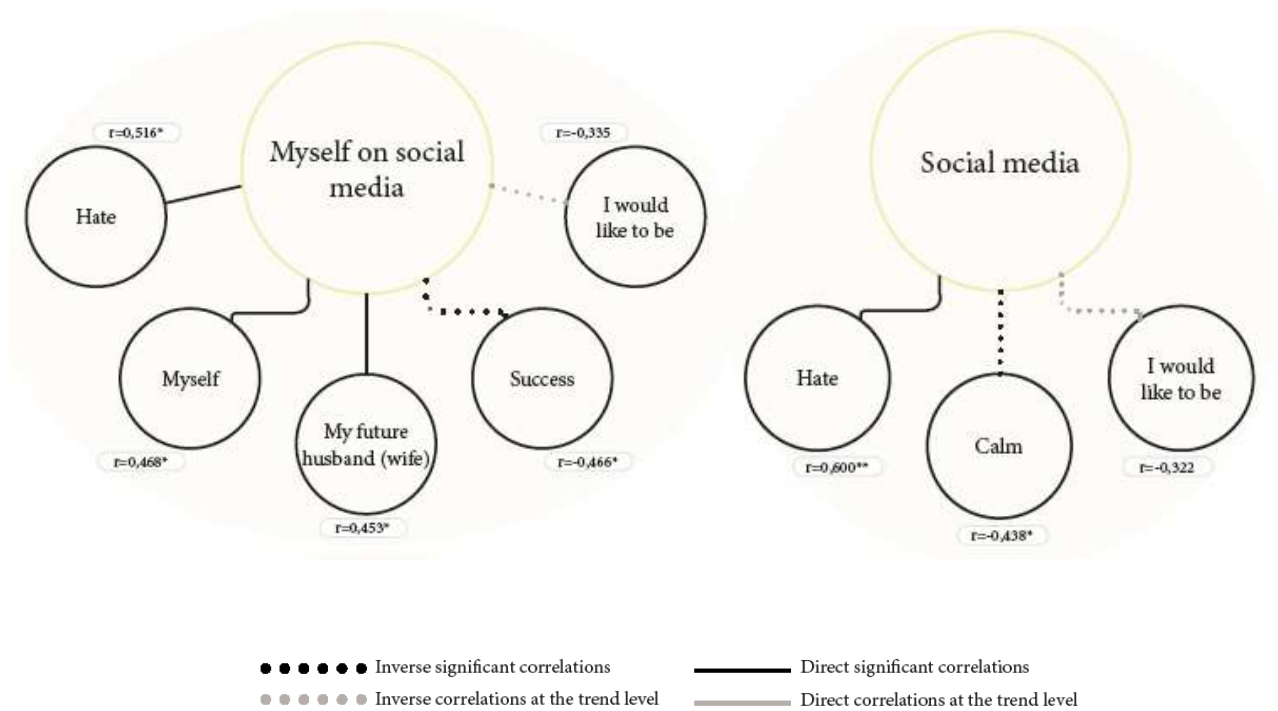 Myself on social
media
r=0,516*
Hate
r=-0,335
I would
like to be
Myself
r=0,468*
My future
husband (wife)
r=0,453*
Success
r=-0,466*
Social media
Hate
r=0,600**
Calm
r=-0,438*
I would
like to be
r=-0,322
Inverse significant correlations
Direct significant correlations
Inverse correlations at the trend level
Direct correlations at the trend level